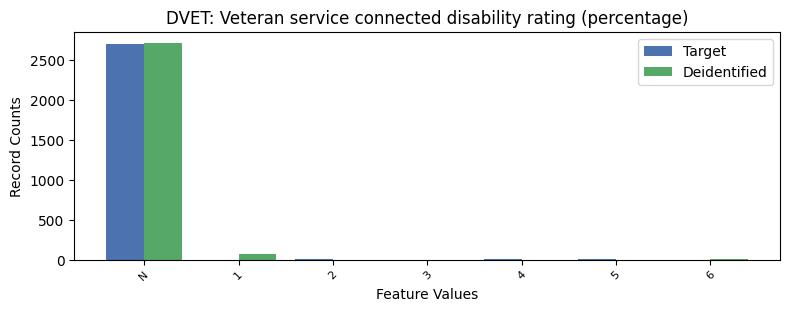 DVET: Veteran service connected disability rating (percentage)
Target
Deidentified
Record Counts
2500
2000
1500
1000
500
0
N 1 2 3 4 5 6
Feature Values